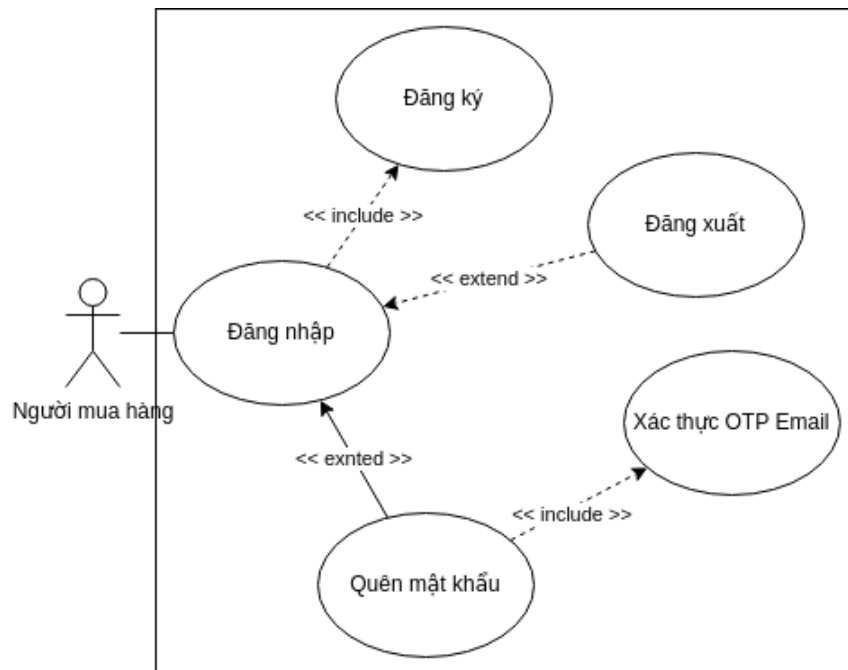 Đăng ký
<< include >>
Đăng xuất
<< extend >>
Đăng nhập
Người mua hàng
Xác thực OTP Email
<< exnted >>
<< include >>
Quên mật khẩu